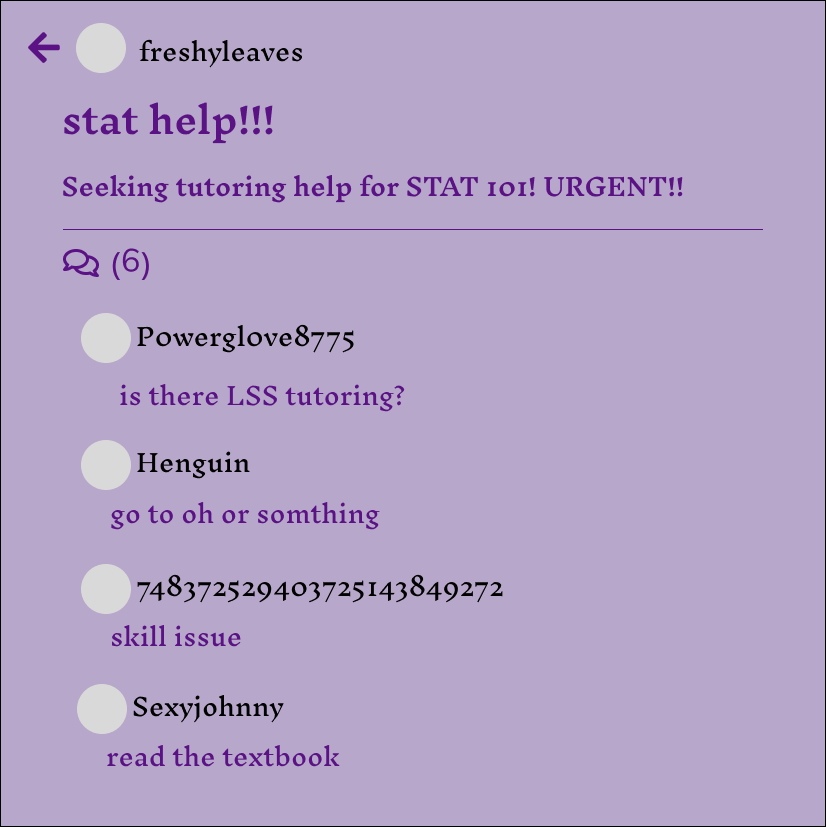 freshyleaves
stat help!!!
Seeking tutoring help for STAT 101! URGENT!!
(6)
Powerglove8775
is there LSS tutoring?
Henguin
go to oh or somthing
748372529403725143849272
skill issue
Sexyjohnny
read the textbook